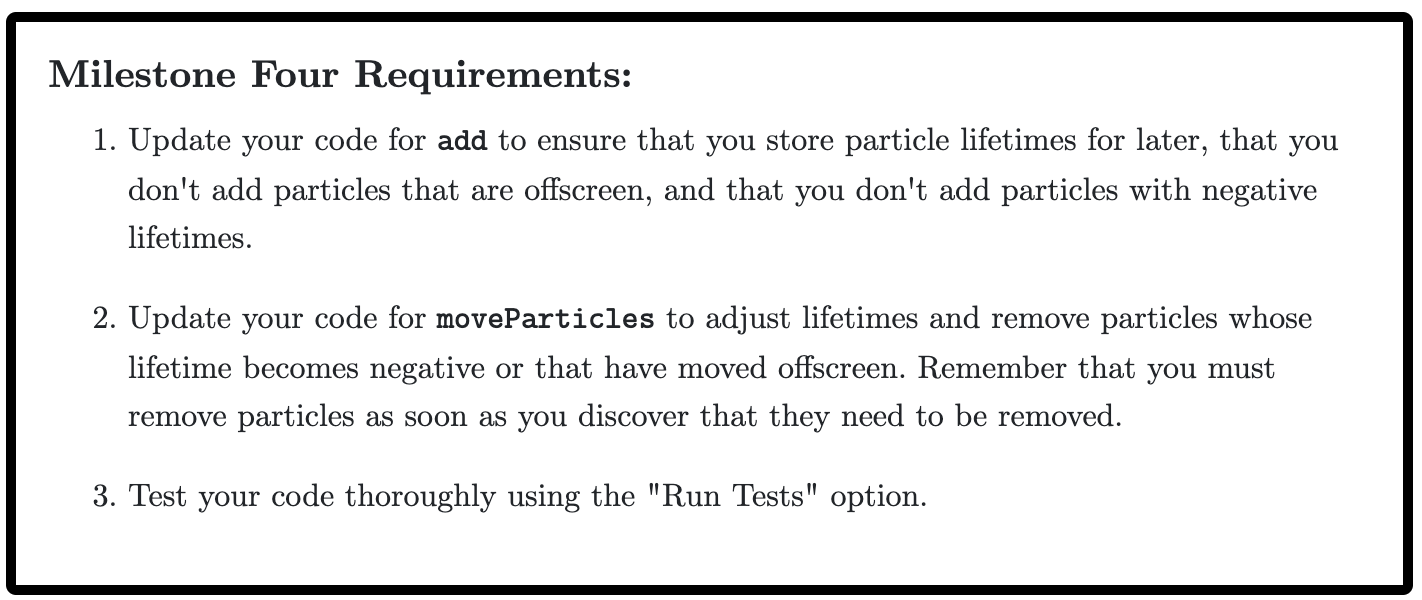 Milestone Four Requirements:
1. Update your code for add to ensure that you store particle lifetimes for later, that you
don't add particles that are offscreen, and that you don't add particles with negative
lifetimes.
2. Update your code for moveParticles to adjust lifetimes and remove particles whose
lifetime becomes negative or that have moved offscreen. Remember that you must
remove particles as soon as you discover that they need to be removed.
3. Test your code thoroughly using the "Run Tests" option.